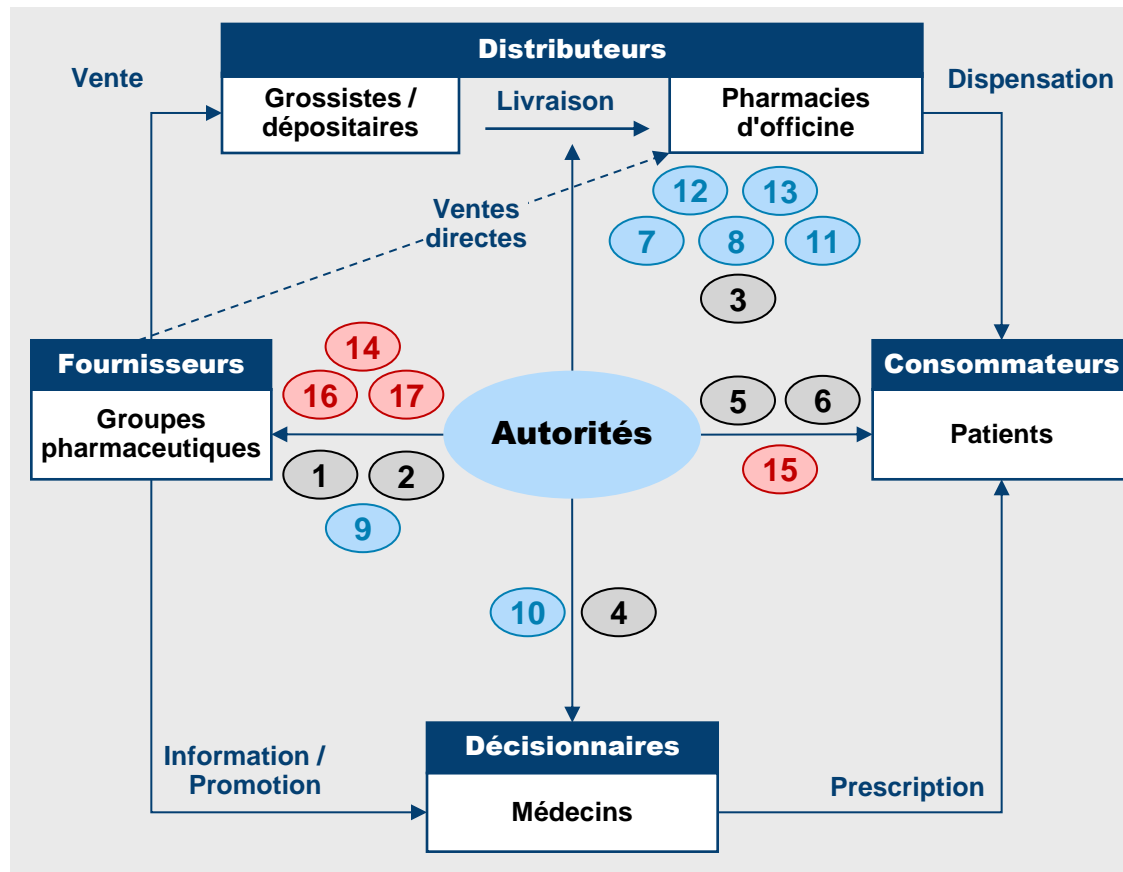 Distributeurs
Vente
Grossistes /
dépositaires
Livraison
Pharmacies
d'officine
Dispensation
12
13
7
8
11
3
Ventes
directes
Fournisseurs
Groupes
pharmaceutiques
14
16
17
1
2
9
Autorités
5
6
15
Consommateurs
Patients
10
4
Information /
Promotion
Décisionnaires
Médecins
Prescription